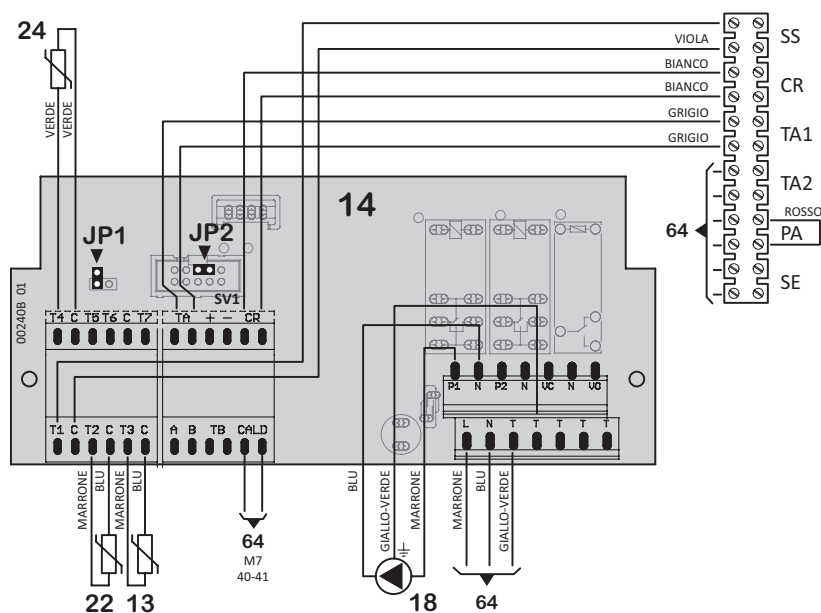 24
VERDE
VERDE
VIOLA
BIANCO
BIANCO
GRIGIO
GRIGIO
SS
CR
TA1
TA2
ROSSO
PA
SE
64
14
JP1
JP2
SV1
00240B 01
T4 C T5 T6 C T7
TA + - CR
T1 C T2 C T3 C
A B TB CALD
P1 N P2 N VC N VO
L N T T T T T
MARRONE
BLU
MARRONE
BLU
22
13
64
M7
40-41
BLU
GIALLO-VERDE
MARRONE
18
MARRONE
BLU
GIALLO-VERDE
64